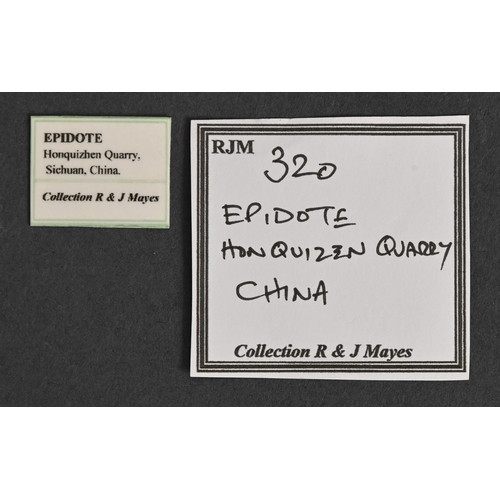 EPIDOTE
Honquizhen Quarry,
Sichuan, China.
Collection R & J Mayes
RJM 320
EPIDOTE
HONQUIZEN QUARRY
CHINA
Collection R & J Mayes